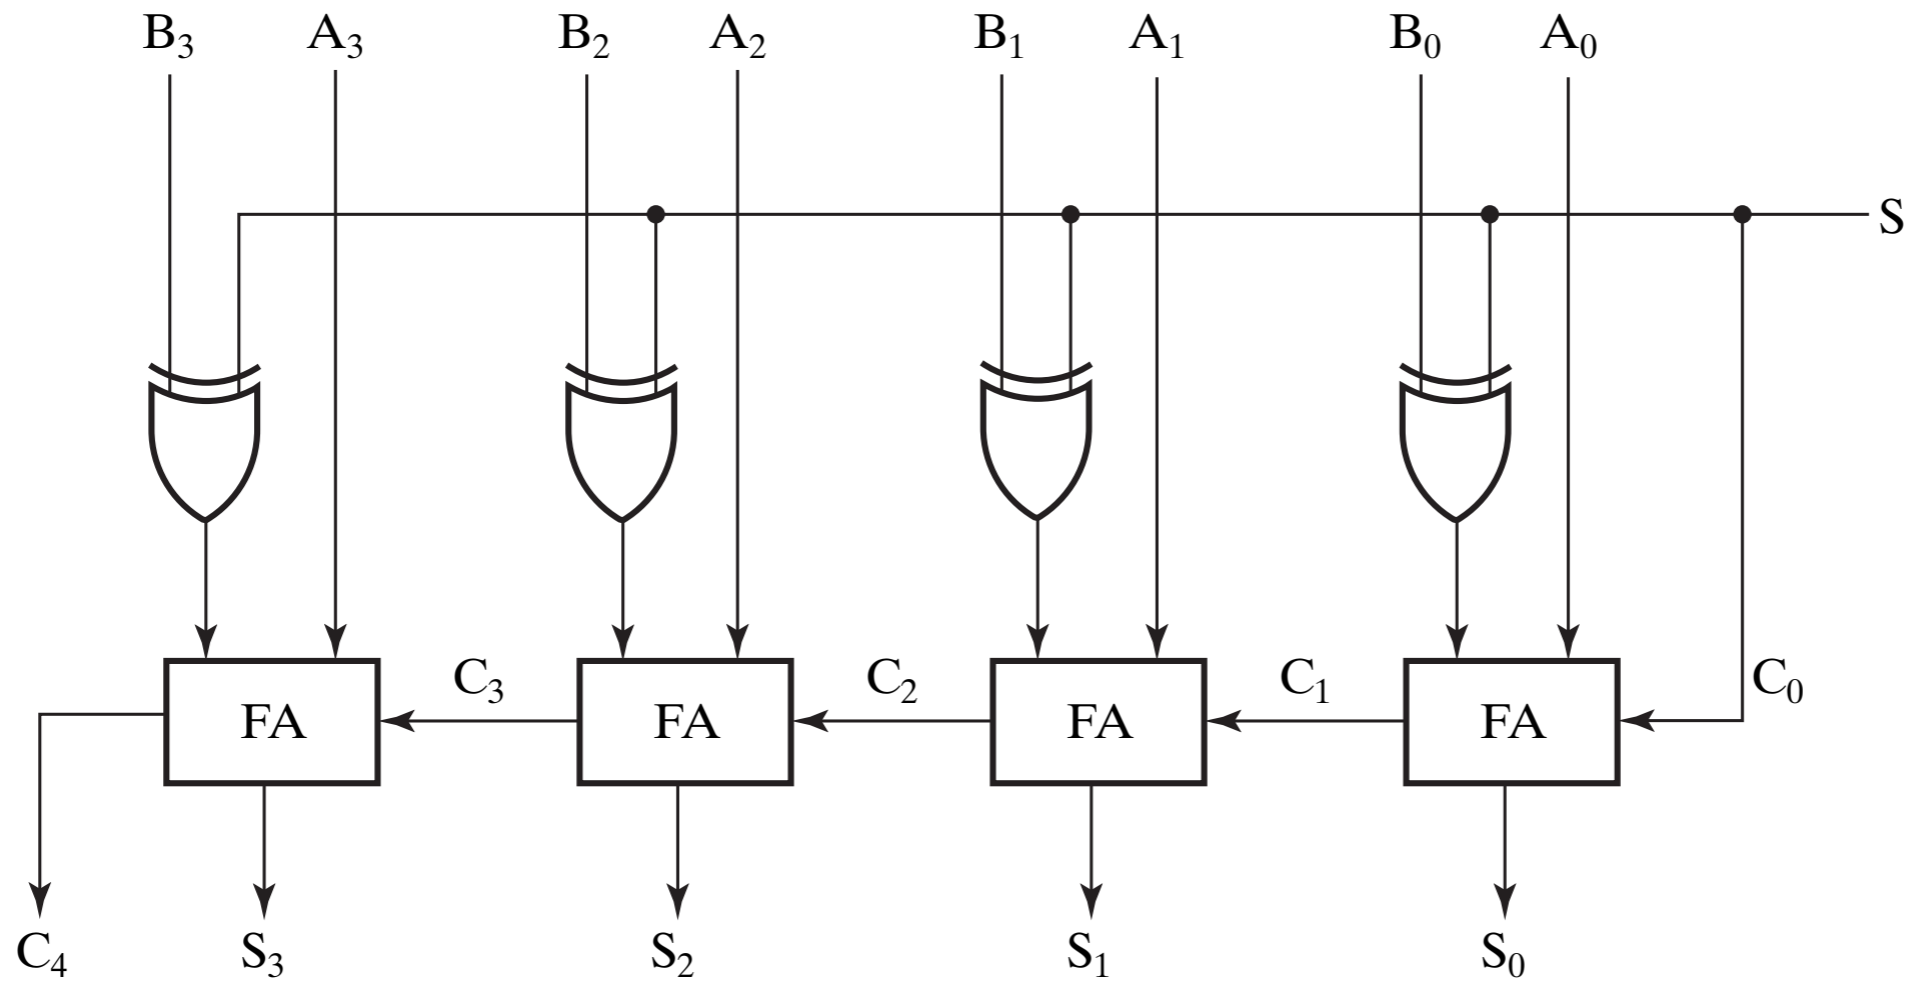 B₃ A₃ B₂ A₂ B₁ A₁ B₀ A₀
S
C₃ C₂ C₁ C₀
FA FA FA FA
C₄ S₃ S₂ S₁ S₀